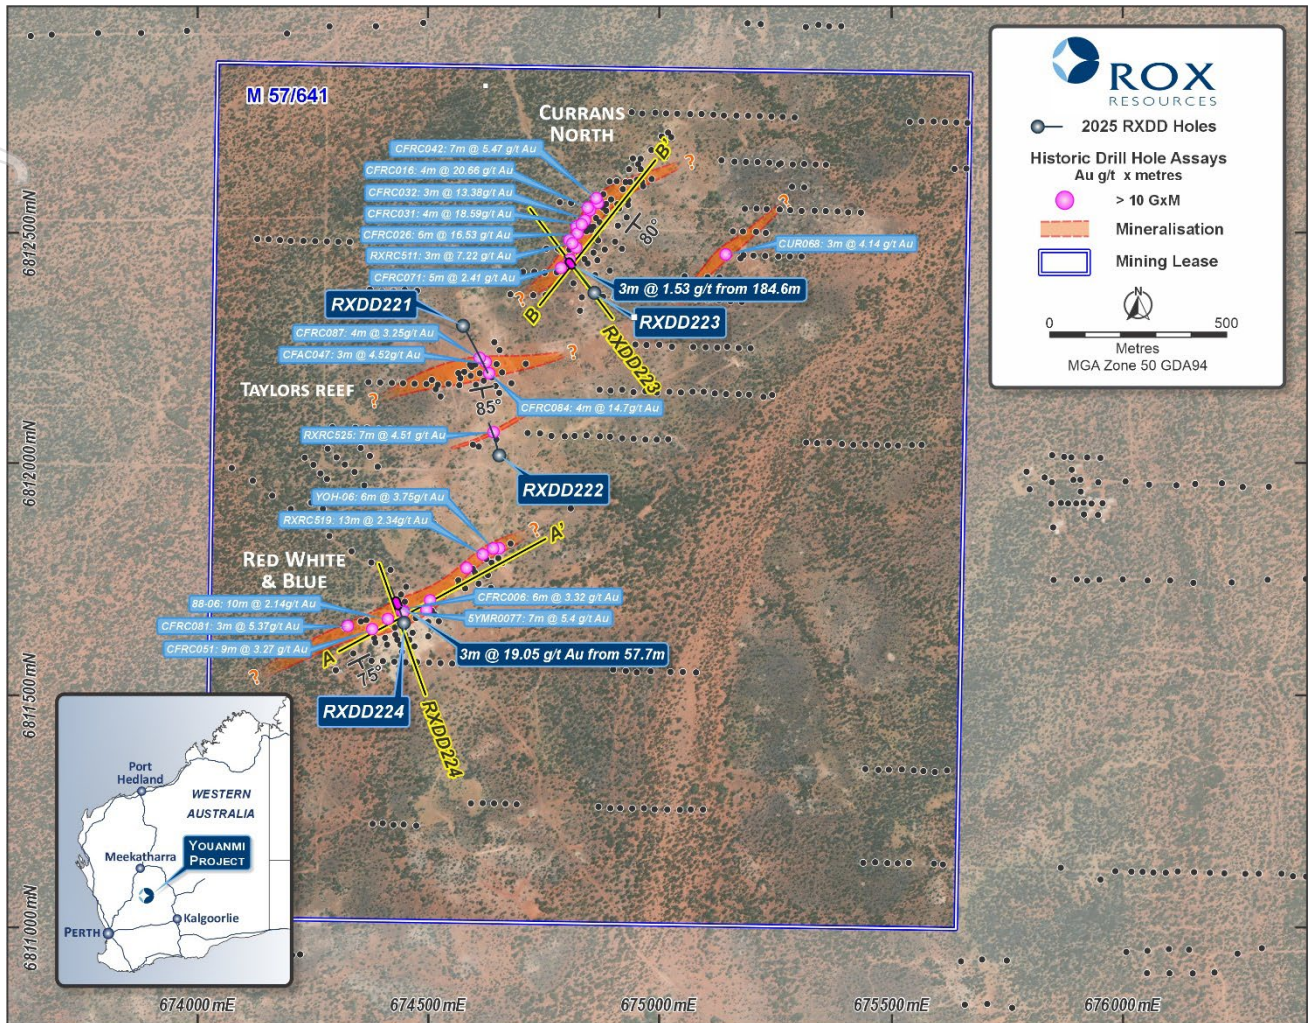 M 57/641
CURRANS
NORTH
CFRC042: 7m @ 5.47 g/t Au
CFRC016: 4m @ 20.66 g/t Au
CFRC032: 3m @ 13.38g/t Au
CFRC031: 4m @ 18.59g/t Au
CFRC026: 6m @ 16.53 g/t Au
RXRC511: 3m @ 7.22 g/t Au
CFRC071: 5m @ 2.41 g/t Au
B'
?
80°
?
CUR068: 3m @ 4.14 g/t Au
3m @ 1.53 g/t from 184.6m
?
B
RXDD223
RXDD223
RXDD221
CFRC087: 4m @ 3.25g/t Au
CFAC047: 3m @ 4.52g/t Au
?
TAYLORS REEF
?
85°
CFRC084: 4m @ 14.7g/t Au
RXRC525: 7m @ 4.51 g/t Au
RXDD222
YOH-06: 6m @ 3.75g/t Au
RXRC519: 13m @ 2.34g/t Au
?
A'
RED WHITE
& BLUE
88-06: 10m @ 2.14g/t Au
CFRC081: 3m @ 5.37g/t Au
CFRC051: 9m @ 3.27 g/t Au
CFRC006: 6m @ 3.32 g/t Au
5YMR0077: 7m @ 5.4 g/t Au
3m @ 19.05 g/t Au from 57.7m
A
?
75°
RXDD224
RXDD224
ROX
RESOURCES
2025 RXDD Holes
Historic Drill Hole Assays
Au g/t x metres
> 10 GxM
Mineralisation
Mining Lease
N
0
500
Metres
MGA Zone 50 GDA94
Port
Hedland
WESTERN
AUSTRALIA
YOUANMI
PROJECT
Meekatharra
Kalgoorlie
PERTH
6812500mN
6812000mN
6811500mN
6811000mN
674000mE
674500mE
675000mE
675500mE
676000mE